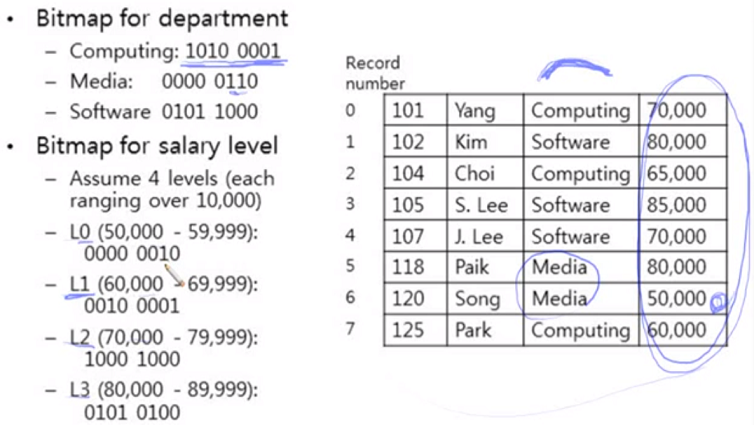 • Bitmap for department
– Computing: 1010 0001
– Media: 0000 0110
– Software 0101 1000
• Bitmap for salary level
– Assume 4 levels (each
ranging over 10,000)
– L0 (50,000 - 59,999):
0000 0010
– L1 (60,000 - 69,999):
0010 0001
– L2 (70,000 - 79,999):
1000 1000
– L3 (80,000 - 89,999):
0101 0100
Record
number
0 101 Yang Computing 70,000
1 102 Kim Software 80,000
2 104 Choi Computing 65,000
3 105 S. Lee Software 85,000
4 107 J. Lee Software 70,000
5 118 Paik Media 80,000
6 120 Song Media 50,000
7 125 Park Computing 60,000